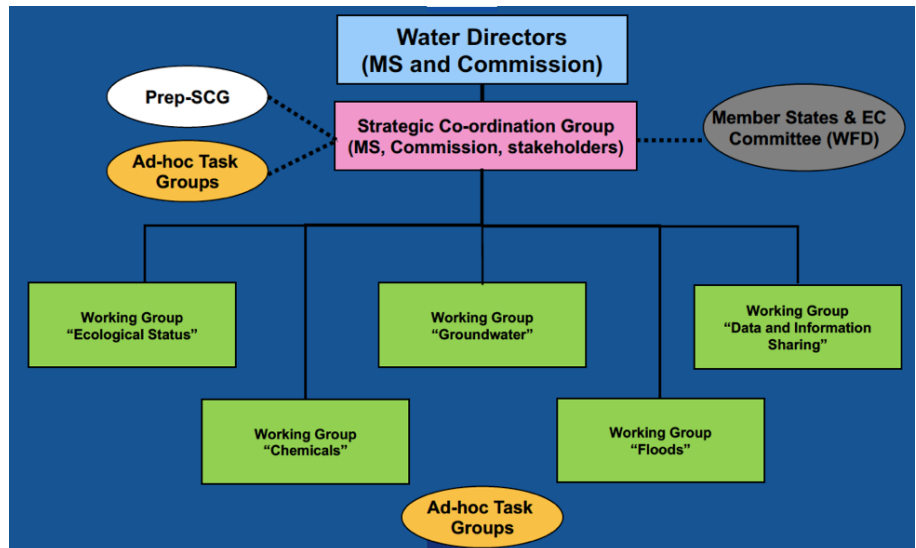 Water Directors
(MS and Commission)
Prep-SCG
Strategic Co-ordination Group
(MS, Commission, stakeholders)
Member States & EC
Committee (WFD)
Ad-hoc Task
Groups
Working Group
“Ecological Status”
Working Group
“Groundwater”
Working Group
“Data and Information
Sharing”
Working Group
“Chemicals”
Working Group
“Floods”
Ad-hoc Task
Groups